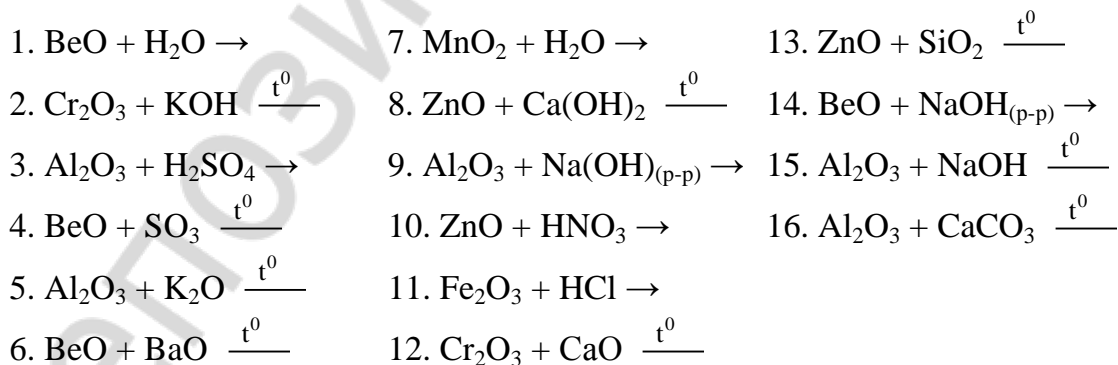 1. BeO + H₂O →
2. Cr₂O₃ + KOH t⁰
3. Al₂O₃ + H₂SO₄ →
4. BeO + SO₃ t⁰
5. Al₂O₃ + K₂O t⁰
6. BeO + BaO t⁰
7. MnO₂ + H₂O →
8. ZnO + Ca(OH)₂ t⁰
9. Al₂O₃ + Na(OH)₍р-р₎ →
10. ZnO + HNO₃ →
11. Fe₂O₃ + HCl →
12. Cr₂O₃ + CaO t⁰
13. ZnO + SiO₂ t⁰
14. BeO + NaOH₍р-р₎ →
15. Al₂O₃ + NaOH t⁰
16. Al₂O₃ + CaCO₃ t⁰